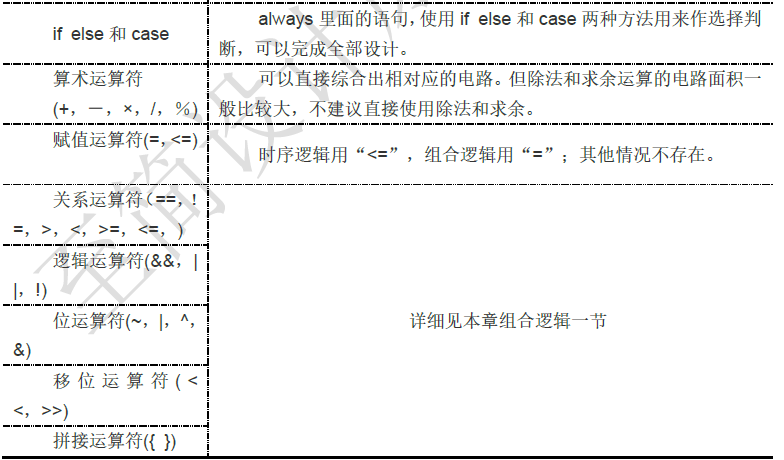 if else 和 case
always 里面的语句，使用 if else 和 case 两种方法用来作选择判
断，可以完成全部设计。
算术运算符
(+，－，×，/，％)
可以直接综合出相对应的电路。但除法和求余运算的电路面积一
般比较大，不建议直接使用除法和求余。
赋值运算符(=，<=)
时序逻辑用“<=”，组合逻辑用“=”；其他情况不存在。
关系运算符（==，!
=，>，<，>=，<=，)
逻辑运算符(&&，|
|，!)
位运算符(~，|，^，
&)
移位运算符(<
<，>>)
拼接运算符({ })
详细见本章组合逻辑一节
至简设计